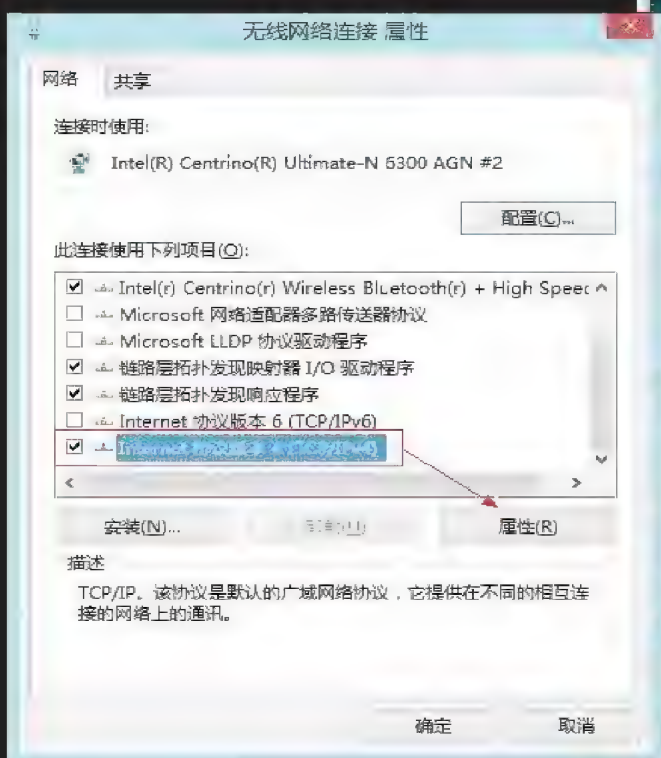 无线网络连接 属性
网络
共享
连接时使用:
Intel(R) Centrino(R) Ultimate-N 6300 AGN #2
配置(C)...
此连接使用下列项目(O):
Intel(r) Centrino(r) Wireless Bluetooth(r) + High Speed
Microsoft 网络适配器多路传送器协议
Microsoft LLDP 协议驱动程序
链路层拓扑发现映射器 I/O 驱动程序
链路层拓扑发现响应程序
Internet 协议版本 6 (TCP/IPv6)
安装(N)...
属性(R)
描述
TCP/IP。该协议是默认的广域网络协议，它提供在不同的相互连
接的网络上的通讯。
确定
取消